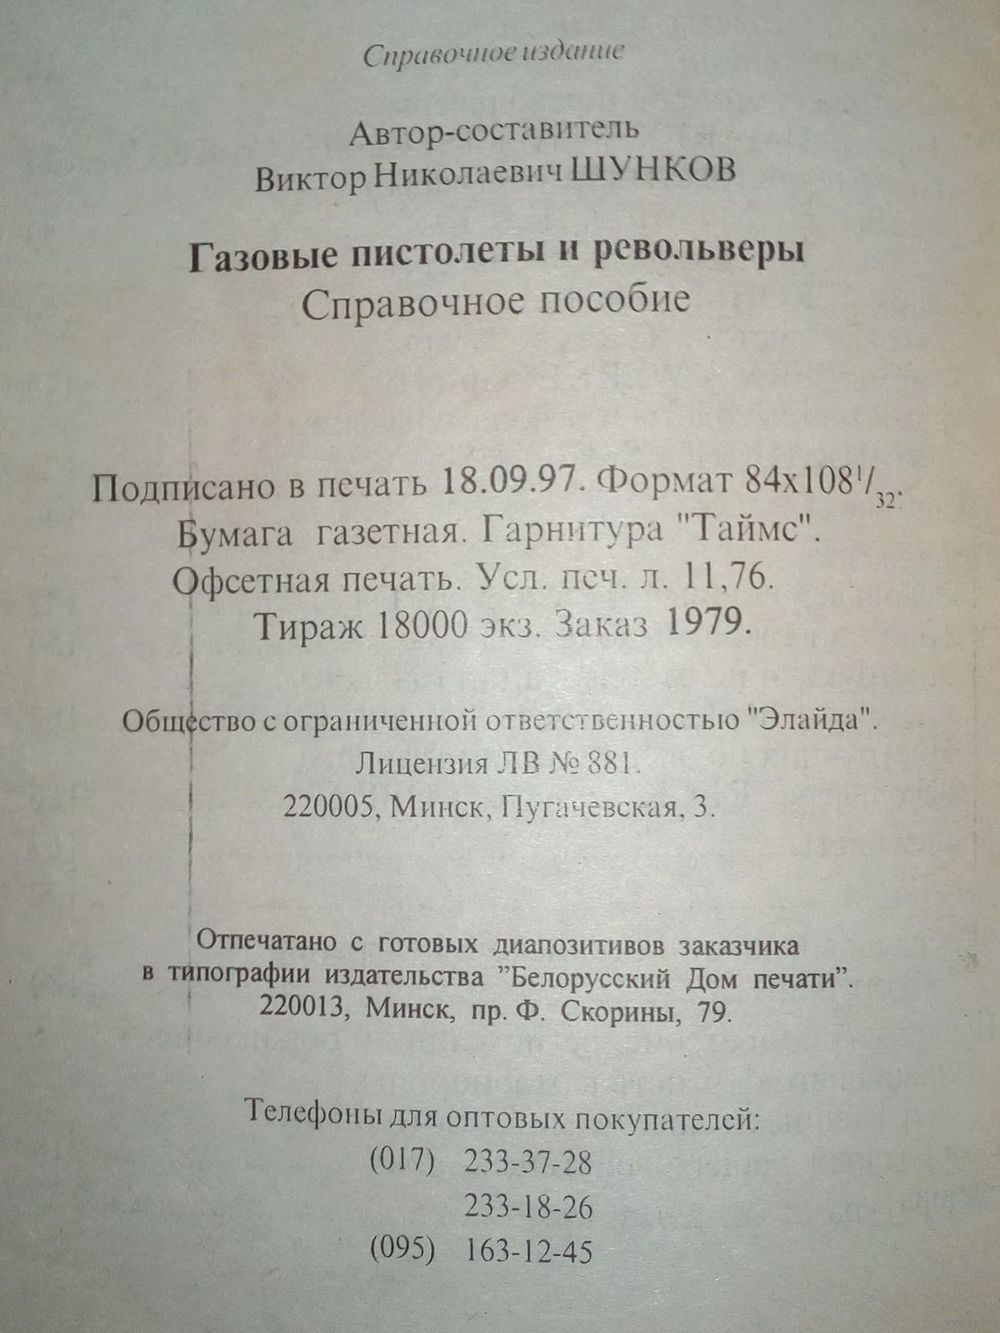 Справочное издание
Автор-составитель
Виктор Николаевич ШУНКОВ
Газовые пистолеты и револьверы
Справочное пособие
Подписано в печать 18.09.97. Формат 84х108¹/₃₂.
Бумага газетная. Гарнитура "Таймс".
Офсетная печать. Усл. печ. л. 11,76.
Тираж 18000 экз. Заказ 1979.
Общество с ограниченной ответственностью "Элайда".
Лицензия ЛВ № 881.
220005, Минск, Пугачевская, 3.
Отпечатано с готовых диапозитивов заказчика
в типографии издательства ”Белорусский Дом печати”.
220013, Минск, пр. Ф. Скорины, 79.
Телефоны для оптовых покупателей:
(017) 233-37-28
233-18-26
(095) 163-12-45